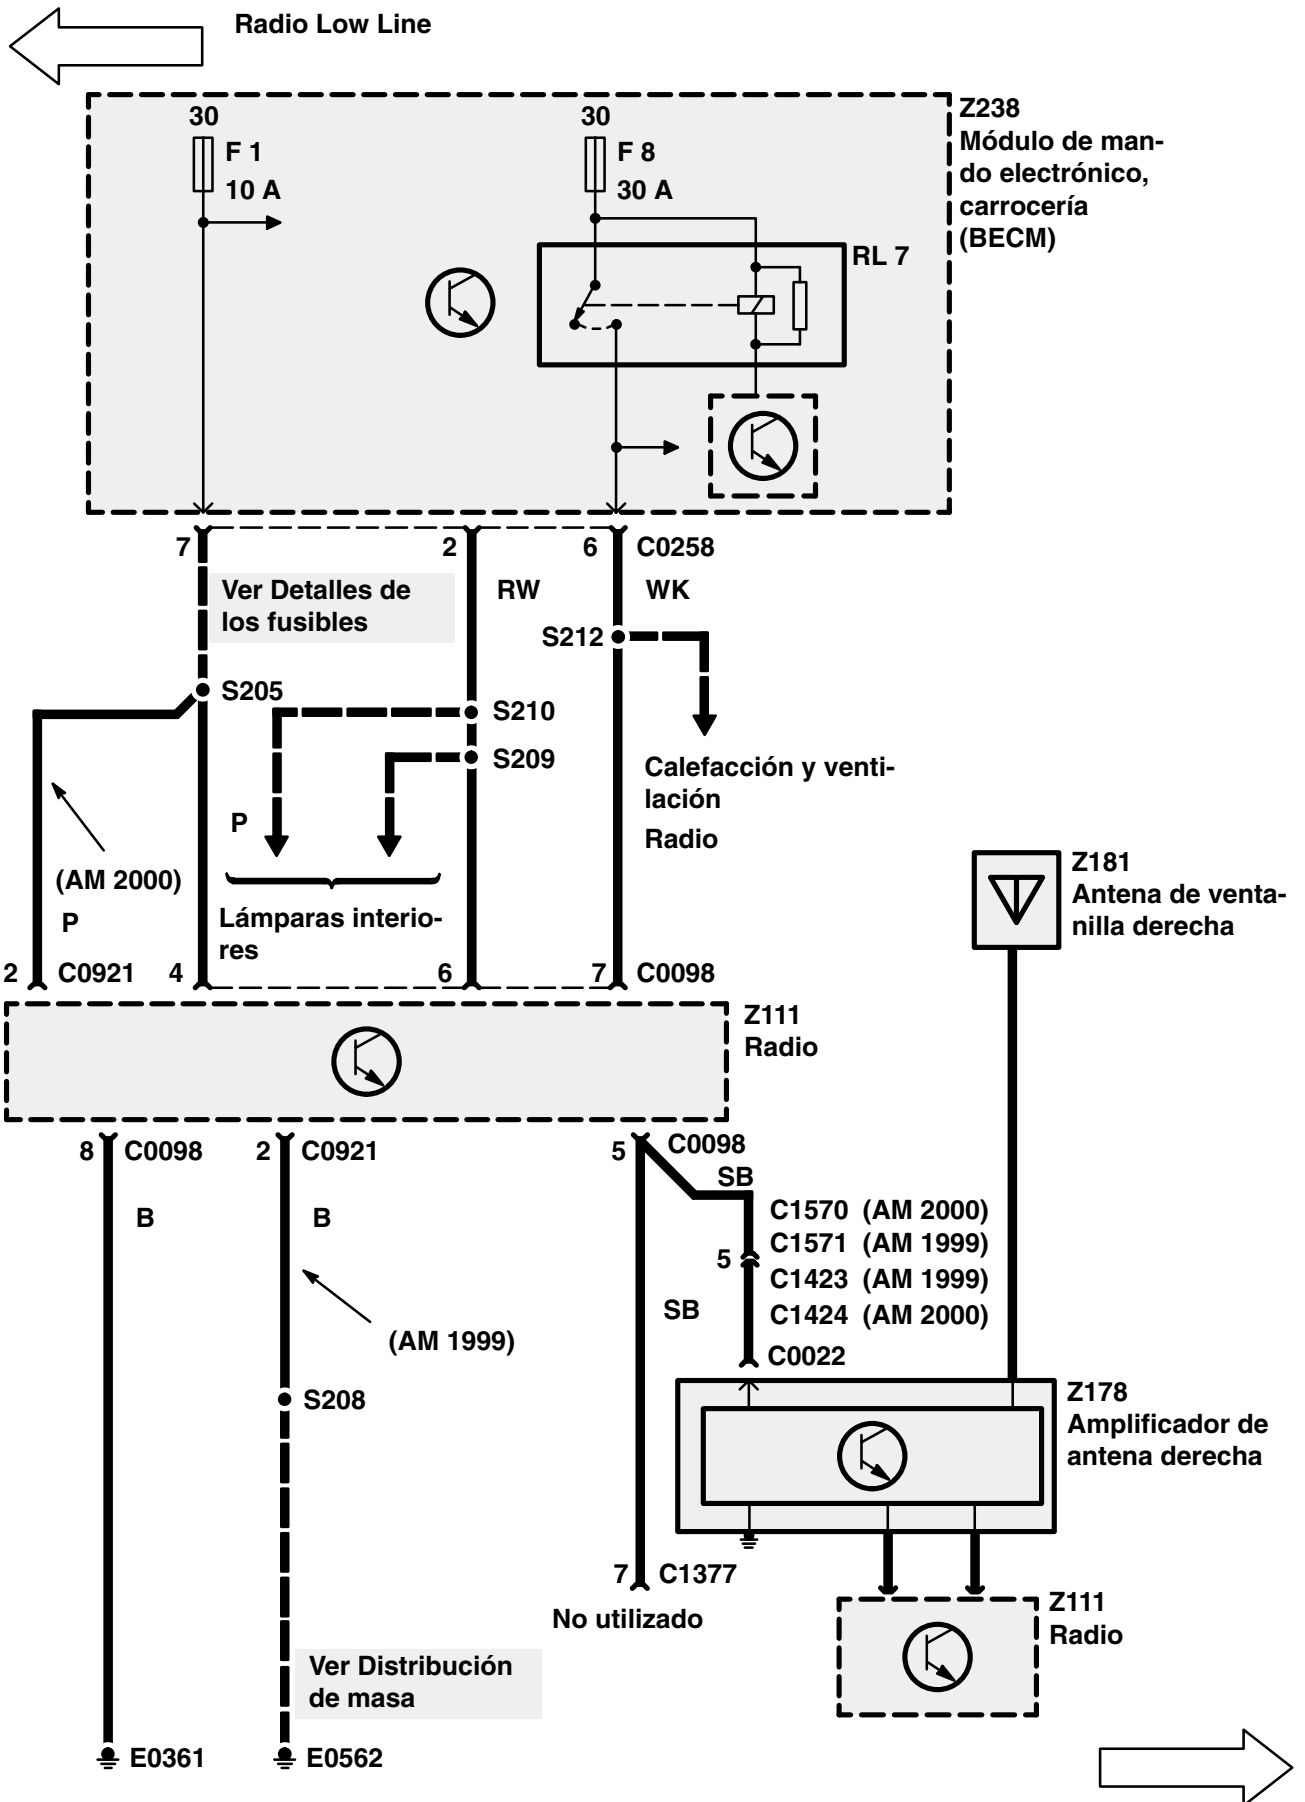 Radio Low Line
30
F 1
10 A
30
F 8
30 A
RL 7
Z238
Módulo de man-
do electrónico,
carrocería
(BECM)
7
2
6
C0258
Ver Detalles de
los fusibles
RW
WK
S212
S205
S210
S209
Calefacción y venti-
lación
Radio
P
(AM 2000)
P
Lámparas interio-
res
Z181
Antena de venta-
nilla derecha
2
C0921
4
6
7
C0098
Z111
Radio
8
C0098
2
C0921
5
C0098
SB
B
B
C1570 (AM 2000)
C1571 (AM 1999)
5
C1423 (AM 1999)
C1424 (AM 2000)
SB
(AM 1999)
C0022
S208
Z178
Amplificador de
antena derecha
7
C1377
No utilizado
Z111
Radio
Ver Distribución
de masa
E0361
E0562